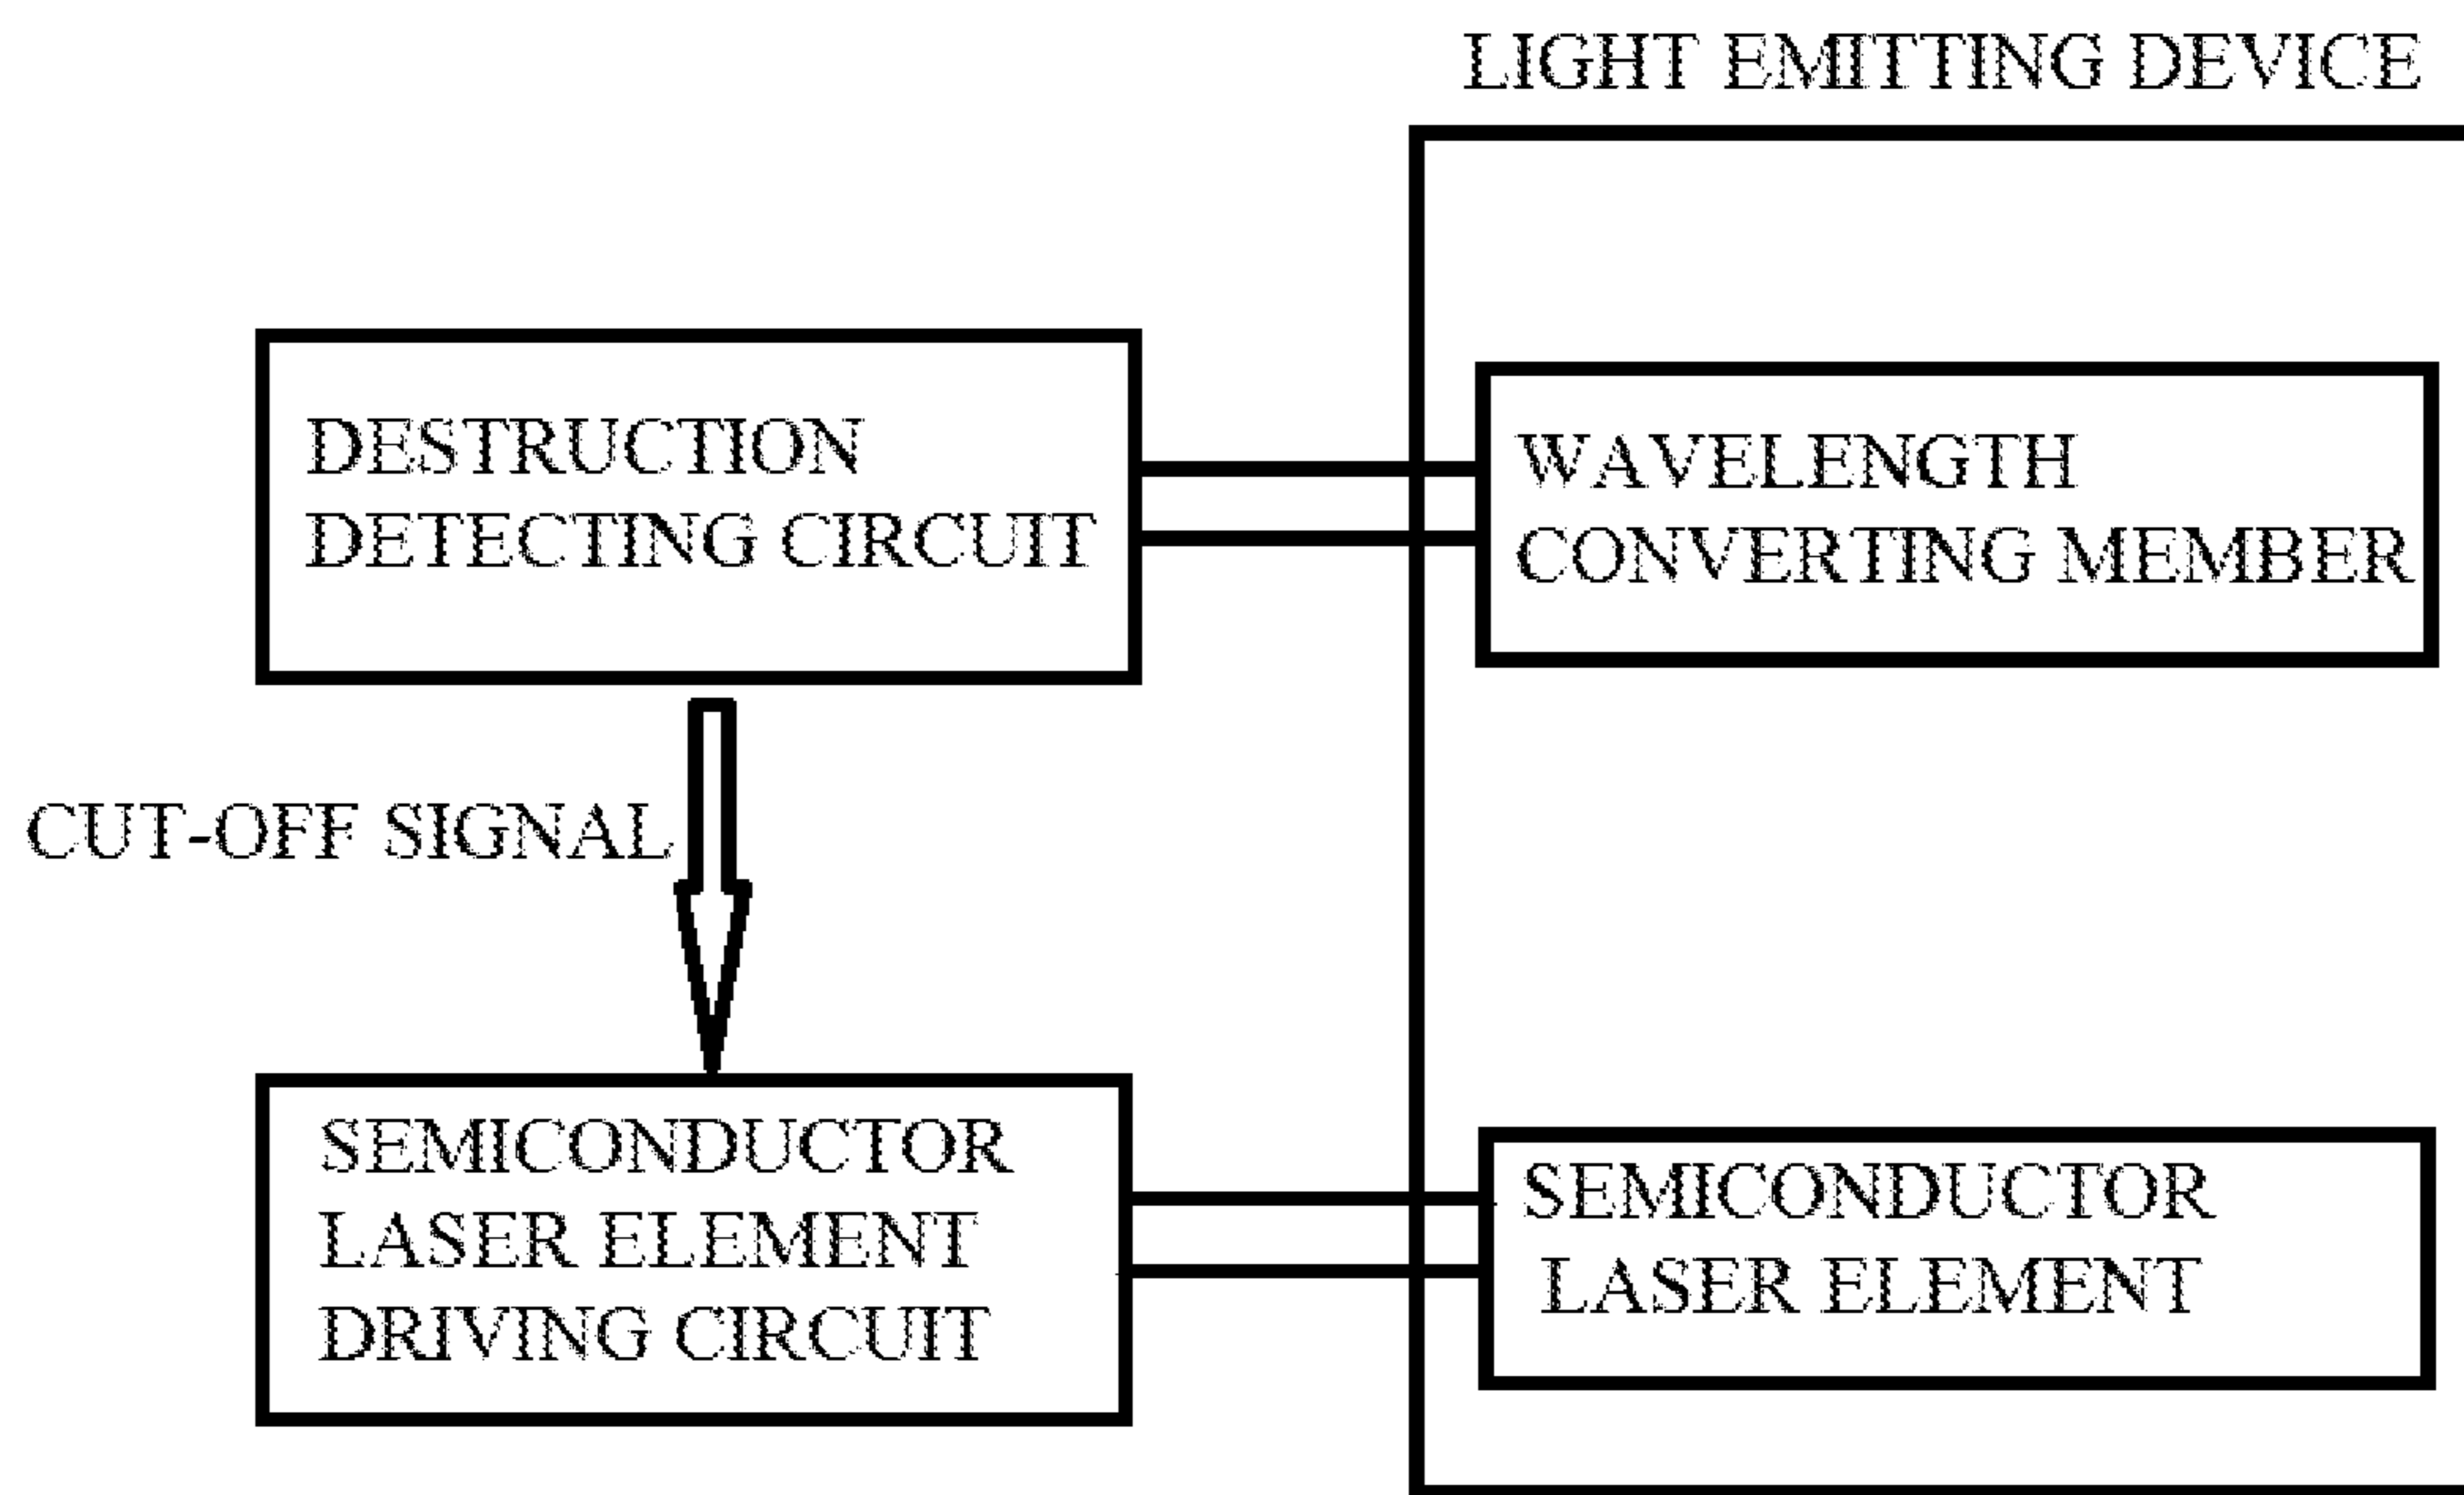 LIGHT EMITTING DEVICE
DESTRUCTION
DETECTING CIRCUIT
WAVELENGTH
CONVERTING MEMBER
CUT-OFF SIGNAL
SEMICONDUCTOR
LASER ELEMENT
DRIVING CIRCUIT
SEMICONDUCTOR
LASER ELEMENT